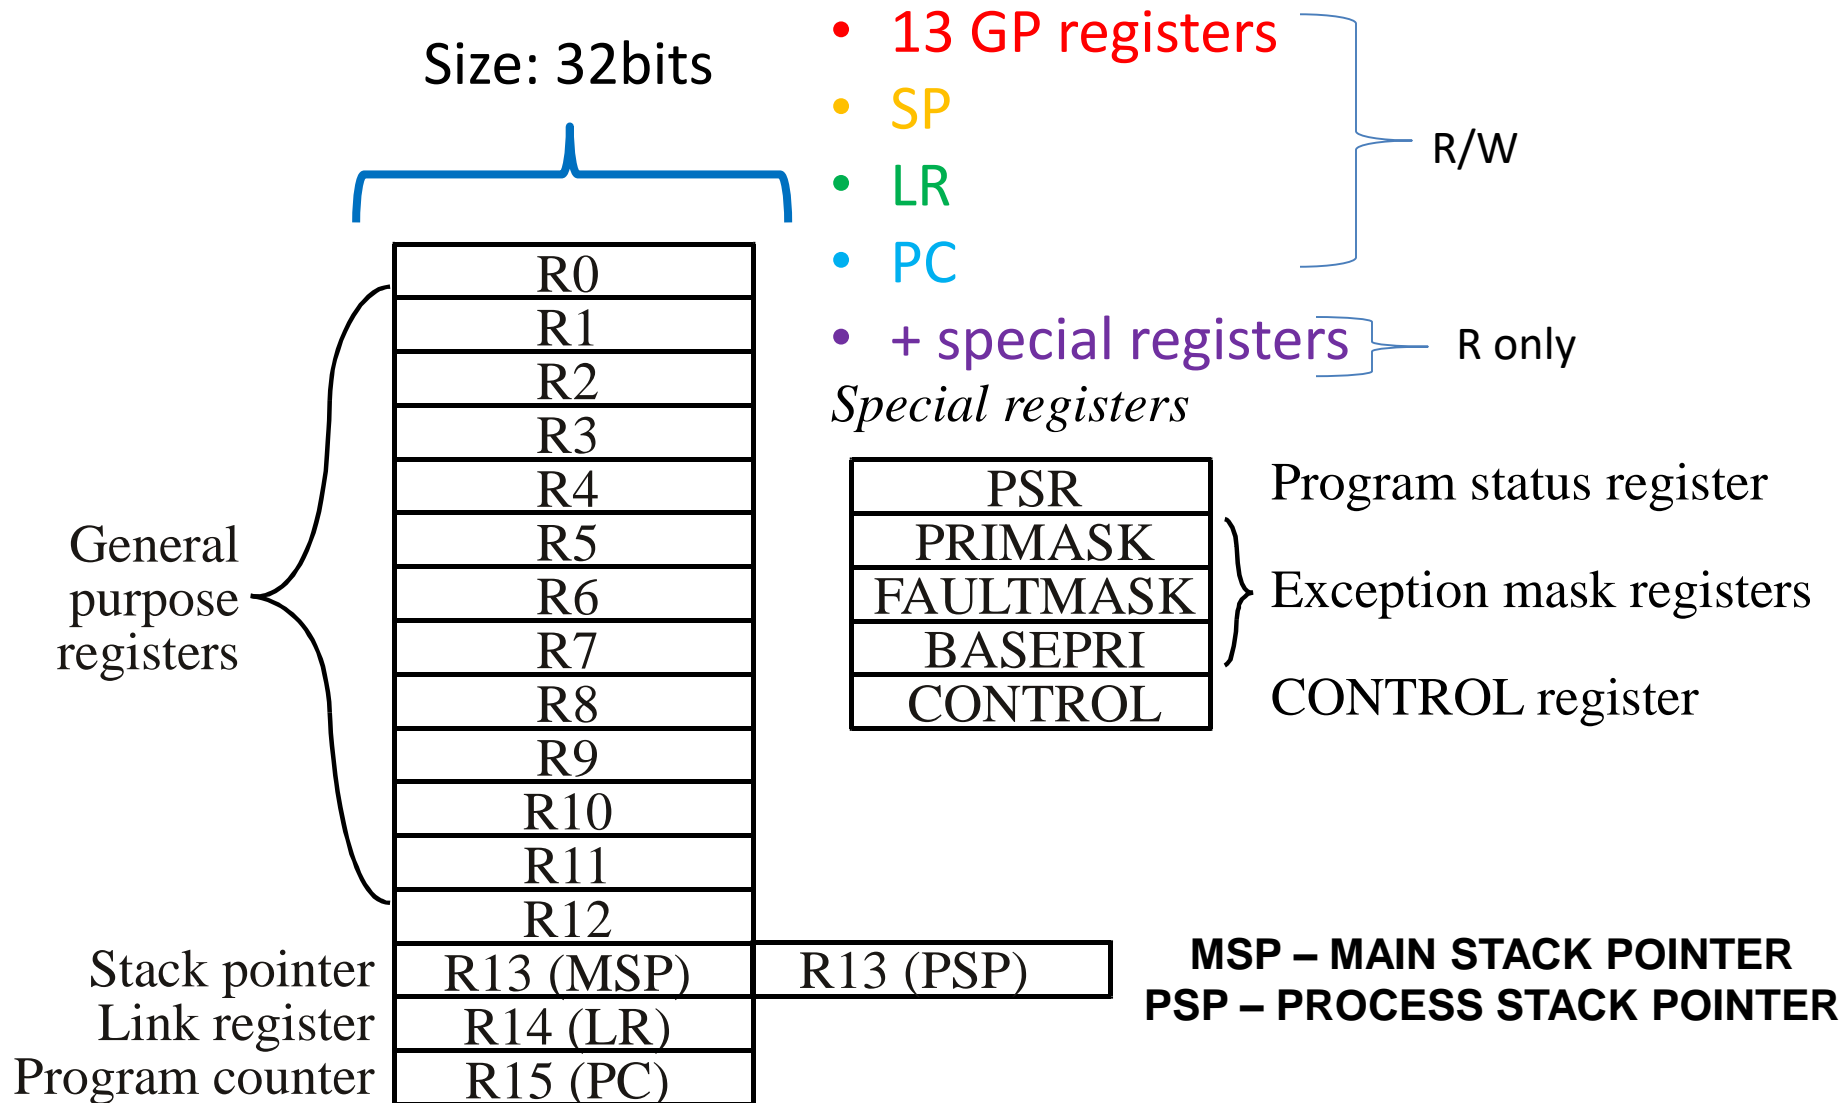 Size: 32bits
• 13 GP registers
• SP
• LR
• PC
• + special registers
R/W
R only
Special registers
R0
R1
R2
R3
R4
R5
R6
R7
R8
R9
R10
R11
R12
R13 (MSP)
R13 (PSP)
R14 (LR)
R15 (PC)
General
purpose
registers
Stack pointer
Link register
Program counter
PSR
PRIMASK
FAULTMASK
BASEPRI
CONTROL
Program status register
Exception mask registers
CONTROL register
MSP – MAIN STACK POINTER
PSP – PROCESS STACK POINTER